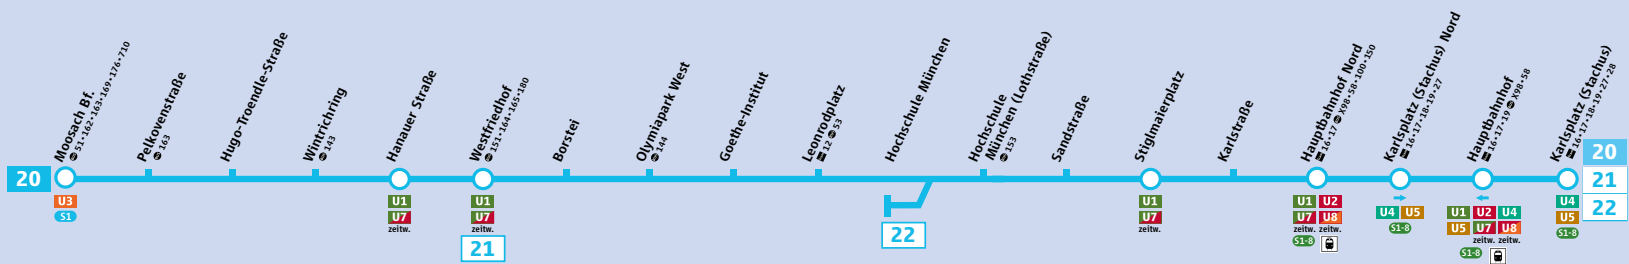 20
Moosach Bf.
51•162•163•169•176•710
U3
S1
Pelkovenstraße
163
Hugo-Troendle-Straße
Wintrichring
143
Hanauer Straße
U1
U7
zeitw.
Westfriedhof
151•164•165•180
U1
U7
zeitw.
21
Borstei
Olympiapark West
144
Goethe-Institut
Leonrodplatz
12 53
Hochschule München
22
Hochschule
München (Lothstraße)
153
Sandstraße
Stiglmaierplatz
U1
U7
zeitw.
Karlstraße
Hauptbahnhof Nord
16•17 X98•58•100•150
U1 U2
U7 U8
zeitw. zeitw.
S1-8
Karlsplatz (Stachus) Nord
16•17•18•19•27
U4 U5
S1-8
Hauptbahnhof
16•17•19 X98•58
U1 U2 U4
U5 U7 U8
zeitw. zeitw.
S1-8
Karlsplatz (Stachus)
16•17•18•19•27•28
U4
U5
S1-8
20
21
22